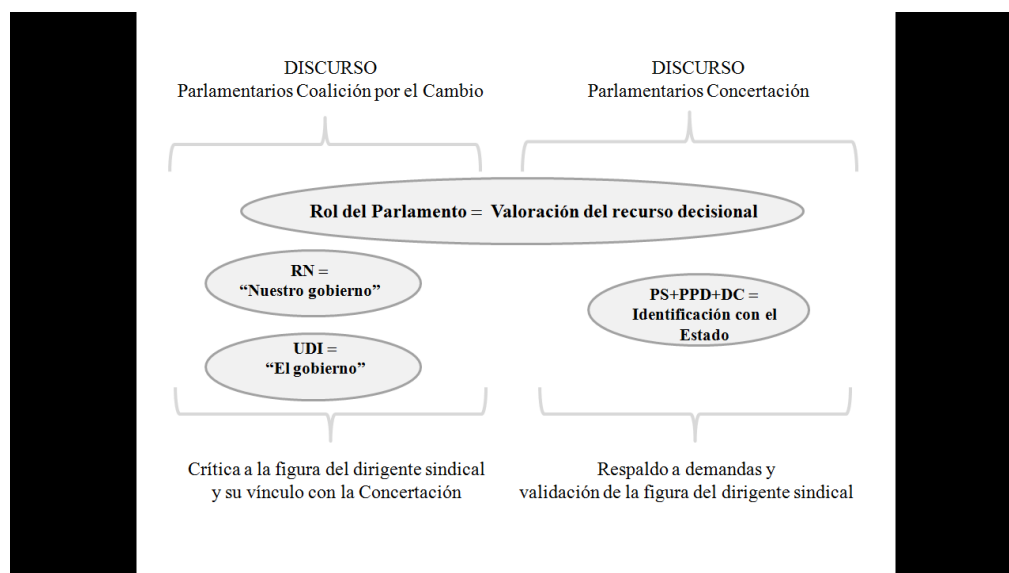 DISCURSO
Parlamentarios Coalición por el Cambio
DISCURSO
Parlamentarios Concertación
Rol del Parlamento = Valoración del recurso decisional
RN =
“Nuestro gobierno”
UDI =
“El gobierno”
PS+PPD+DC =
Identificación con el
Estado
Crítica a la figura del dirigente sindical
y su vínculo con la Concertación
Respaldo a demandas y
validación de la figura del dirigente sindical